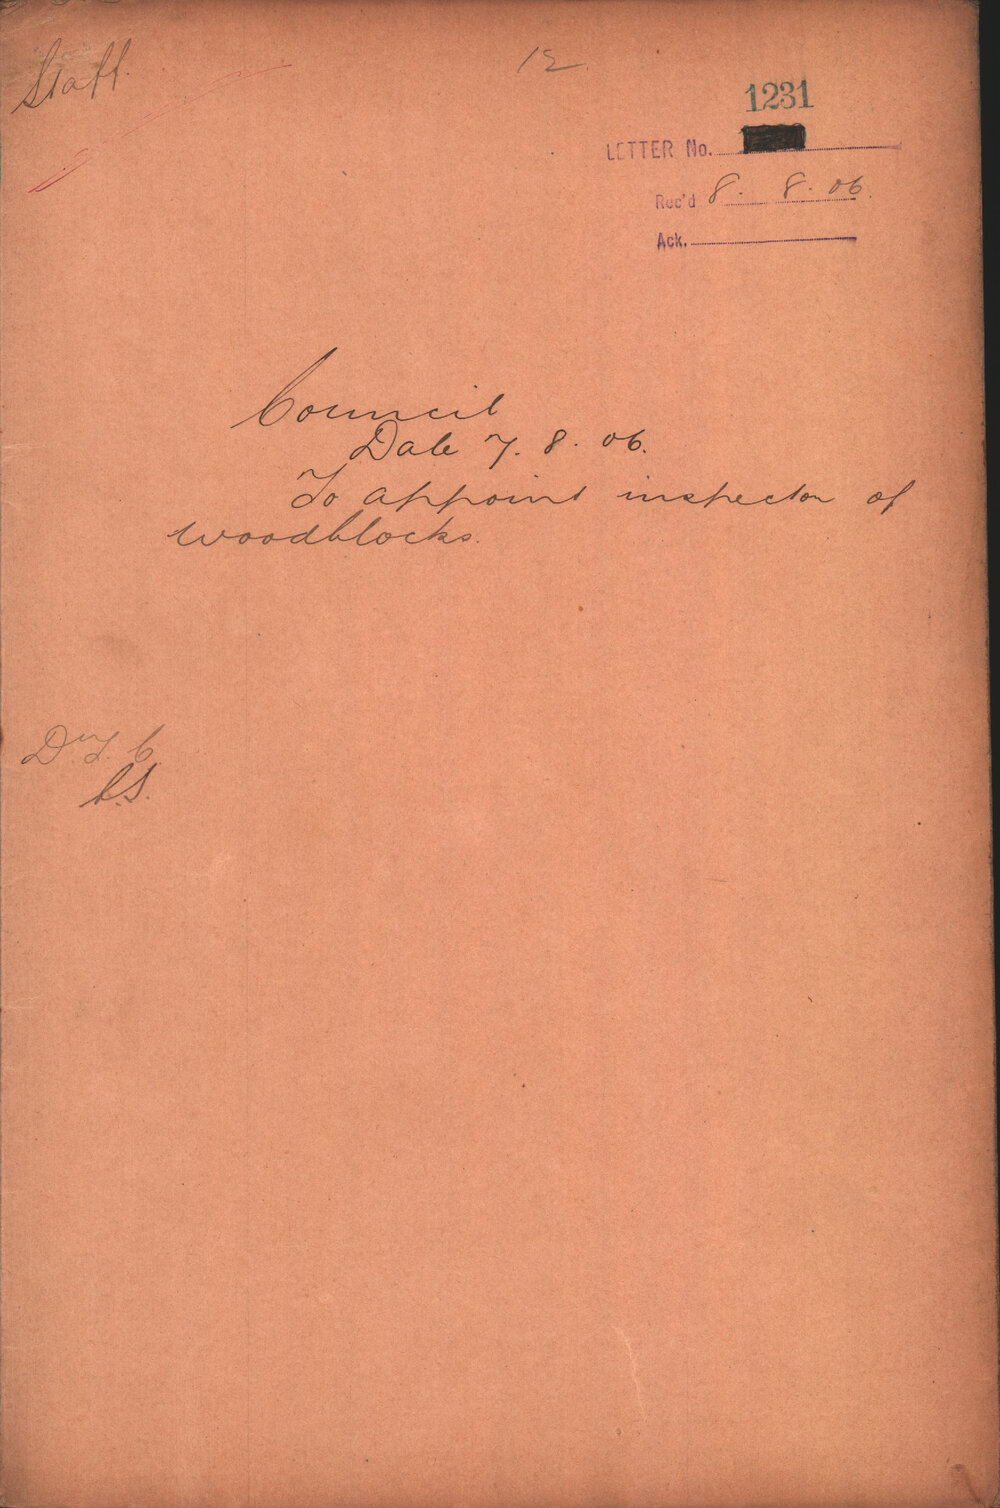 Staff.
12.
1231
LETTER No.
Rec'd 8. 8. 06.
Ack.
Council
Date 7. 8. 06.
To appoint inspector of
woodblocks.